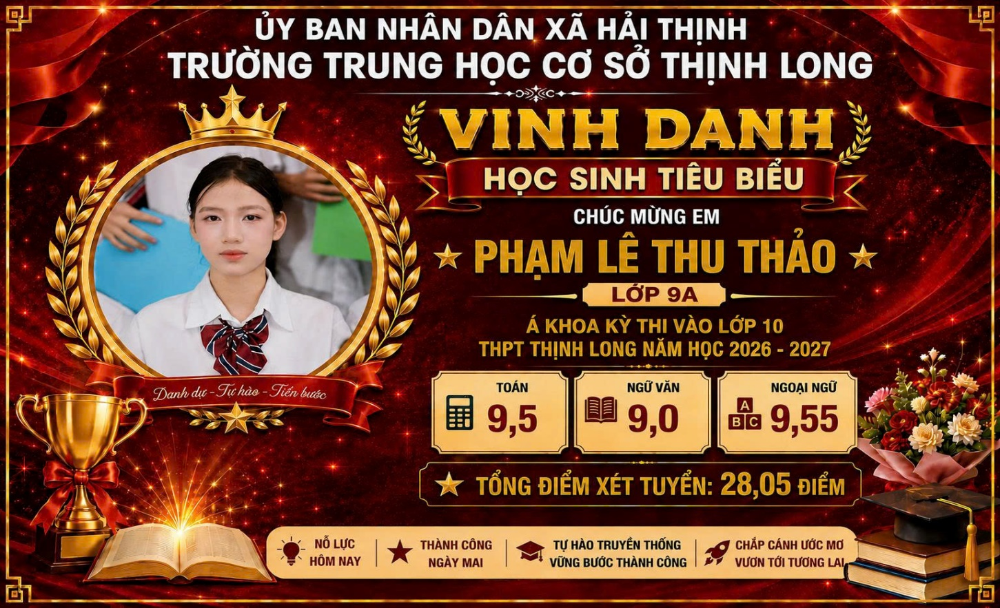 ỦY BAN NHÂN DÂN XÃ HẢI THỊNH
TRƯỜNG TRUNG HỌC CƠ SỞ THỊNH LONG
VINH DANH
HỌC SINH TIÊU BIỂU
CHÚC MỪNG EM
PHẠM LÊ THU THẢO
LỚP 9A
Á KHOA KỲ THI VÀO LỚP 10
THPT THỊNH LONG NĂM HỌC 2026 - 2027
Danh dự - Tự hào - Tiến bước
TOÁN
9,5
NGỮ VĂN
9,0
NGOẠI NGỮ
A
B C
9,55
TỔNG ĐIỂM XÉT TUYỂN: 28,05 ĐIỂM
NỖ LỰC
HÔM NAY
THÀNH CÔNG
NGÀY MAI
TỰ HÀO TRUYỀN THỐNG
VỮNG BƯỚC THÀNH CÔNG
CHẮP CÁNH ƯỚC MƠ
VƯƠN TỚI TƯƠNG LAI